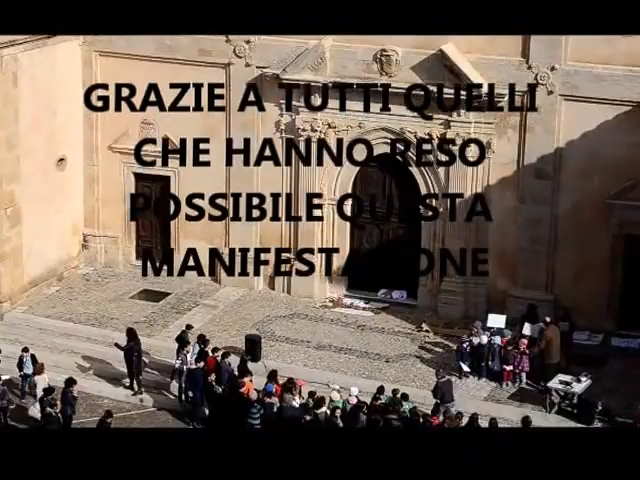 GRAZIE A TUTTI QUELLI
CHE HANNO RESO
POSSIBILE QUESTA
MANIFESTAZIONE